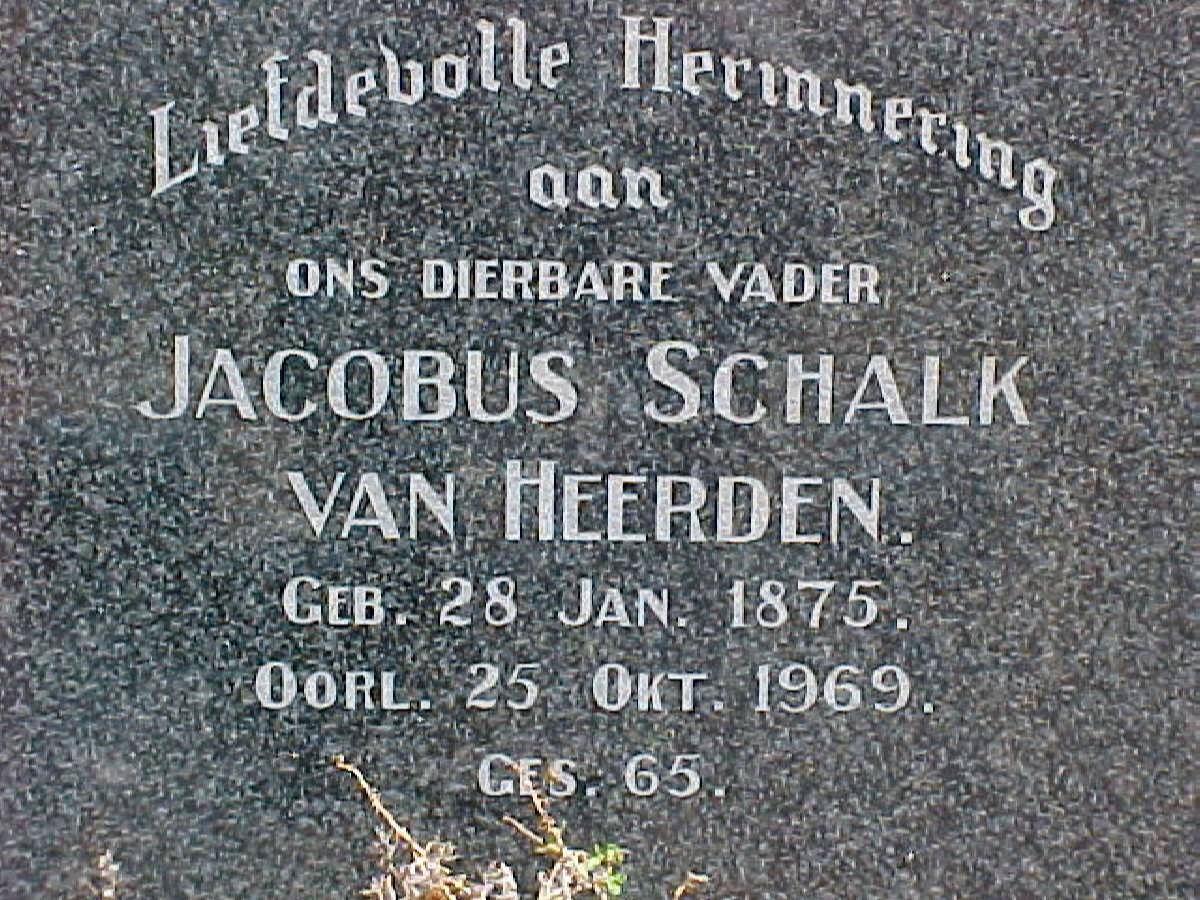 Liefdevolle Herinnering
aan
ONS DIERBARE VADER
JACOBUS SCHALK
VAN HEERDEN.
GEB. 28 JAN. 1875.
OORL. 25 OKT. 1969.
GES. 65.